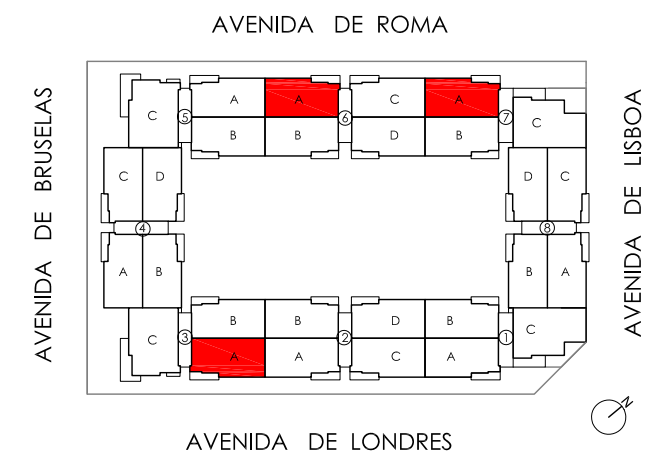 AVENIDA DE ROMA
AVENIDA DE BRUSELAS
AVENIDA DE LISBOA
A A C A
C 5 6 7 C
B B D B
C D D C
4 8
A B B A
B B D B
C 3 2 1 C
A A C A
N
AVENIDA DE LONDRES